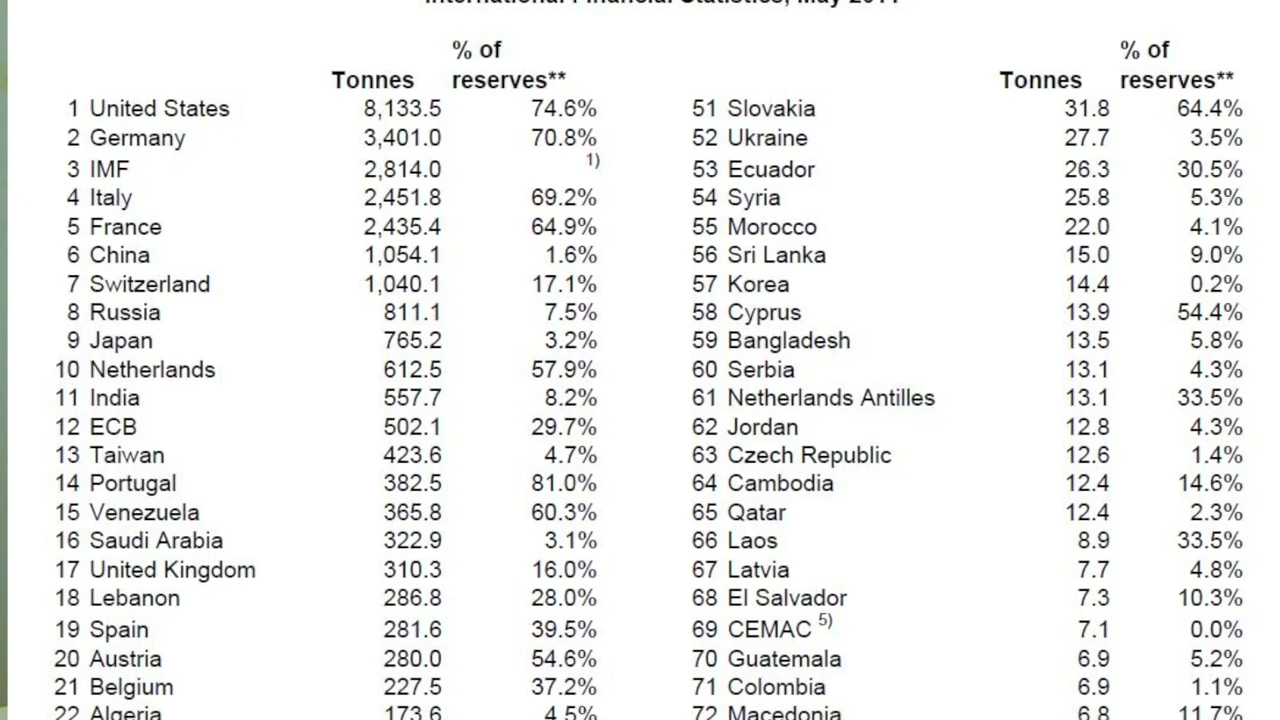 International Financial Statistics, May 2011
% of % of
Tonnes reserves** Tonnes reserves**
1 United States 8,133.5 74.6% 51 Slovakia 31.8 64.4%
2 Germany 3,401.0 70.8% 52 Ukraine 27.7 3.5%
3 IMF 2,814.0 1) 53 Ecuador 26.3 30.5%
4 Italy 2,451.8 69.2% 54 Syria 25.8 5.3%
5 France 2,435.4 64.9% 55 Morocco 22.0 4.1%
6 China 1,054.1 1.6% 56 Sri Lanka 15.0 9.0%
7 Switzerland 1,040.1 17.1% 57 Korea 14.4 0.2%
8 Russia 811.1 7.5% 58 Cyprus 13.9 54.4%
9 Japan 765.2 3.2% 59 Bangladesh 13.5 5.8%
10 Netherlands 612.5 57.9% 60 Serbia 13.1 4.3%
11 India 557.7 8.2% 61 Netherlands Antilles 13.1 33.5%
12 ECB 502.1 29.7% 62 Jordan 12.8 4.3%
13 Taiwan 423.6 4.7% 63 Czech Republic 12.6 1.4%
14 Portugal 382.5 81.0% 64 Cambodia 12.4 14.6%
15 Venezuela 365.8 60.3% 65 Qatar 12.4 2.3%
16 Saudi Arabia 322.9 3.1% 66 Laos 8.9 33.5%
17 United Kingdom 310.3 16.0% 67 Latvia 7.7 4.8%
18 Lebanon 286.8 28.0% 68 El Salvador 7.3 10.3%
19 Spain 281.6 39.5% 69 CEMAC 5) 7.1 0.0%
20 Austria 280.0 54.6% 70 Guatemala 6.9 5.2%
21 Belgium 227.5 37.2% 71 Colombia 6.9 1.1%
22 Algeria 173.6 4.5% 72 Macedonia 6.8 11.7%